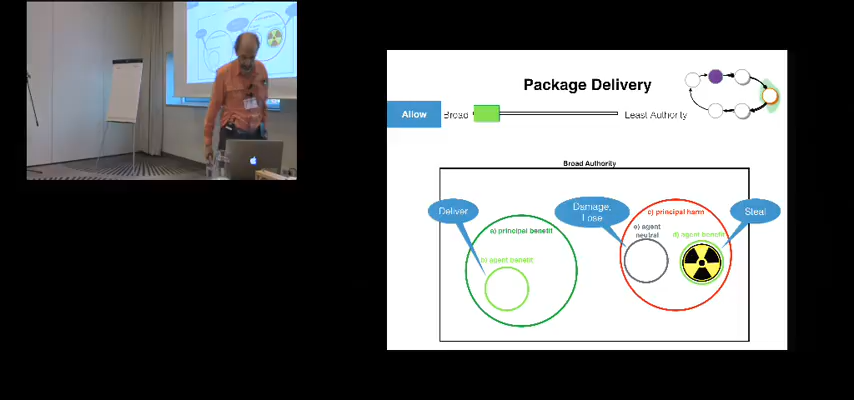 Package Delivery
Allow
Broad
Least Authority
Broad Authority
Deliver
Damage,
Lose
Steal
a) principal benefit
b) agent benefit
c) principal harm
e) agent
neutral
d) agent benefit